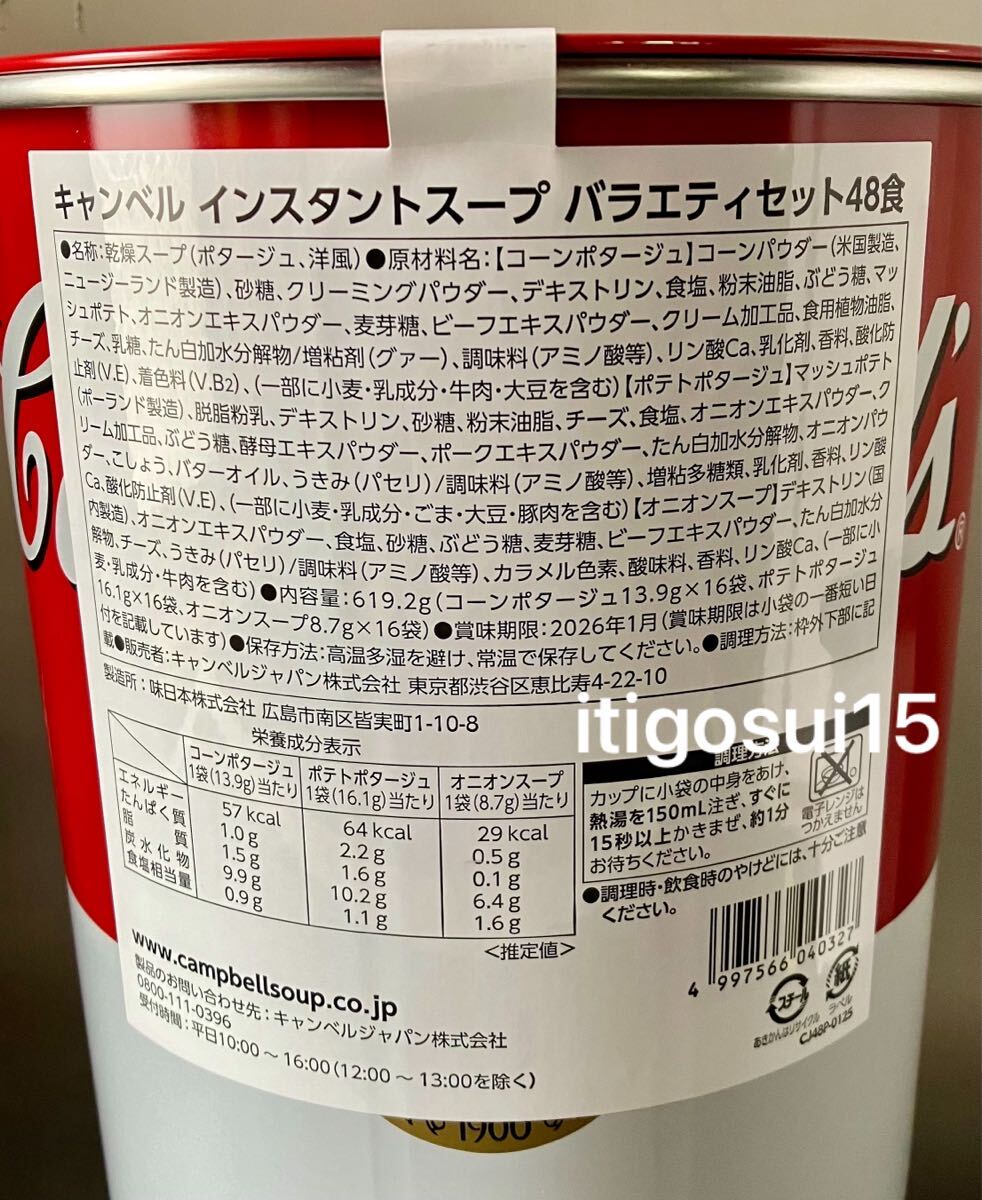 キャンベル インスタントスープ バラエティセット48食
●名称:乾燥スープ(ポタージュ、洋風)●原材料名:【コーンポタージュ】コーンパウダー(米国製造、
ニュージーランド製造)、砂糖、クリーミングパウダー、デキストリン、食塩、粉末油脂、ぶどう糖、マッ
シュポテト、オニオンエキスパウダー、麦芽糖、ビーフエキスパウダー、クリーム加工品、食用植物油脂、
チーズ、乳糖、たん白加水分解物/増粘剤(グァー)、調味料(アミノ酸等)、リン酸Ca、乳化剤、香料、酸化防
止剤(V.E)、着色料(V.B2)、(一部に小麦・乳成分・牛肉・大豆を含む)【ポテトポタージュ】マッシュポテト
(ポーランド製造)、脱脂粉乳、デキストリン、砂糖、粉末油脂、チーズ、食塩、オニオンエキスパウダー、ク
リーム加工品、ぶどう糖、酵母エキスパウダー、ポークエキスパウダー、たん白加水分解物、オニオンパウ
ダー、こしょう、バターオイル、うきみ(パセリ)/調味料(アミノ酸等)、増粘多糖類、乳化剤、香料、リン酸
Ca、酸化防止剤(V.E)、(一部に小麦・乳成分・ごま・大豆・豚肉を含む)【オニオンスープ】デキストリン(国
内製造)、オニオンエキスパウダー、食塩、砂糖、ぶどう糖、麦芽糖、ビーフエキスパウダー、たん白加水分
解物、チーズ、うきみ(パセリ)/調味料(アミノ酸等)、カラメル色素、酸味料、香料、リン酸Ca、(一部に小
麦・乳成分・牛肉を含む)●内容量:619.2g(コーンポタージュ13.9g×16袋、ポテトポタージュ
16.1g×16袋、オニオンスープ8.7g×16袋)●賞味期限:2026年1月(賞味期限は小袋の一番短い日
付を記載しています)●保存方法:高温多湿を避け、常温で保存してください。●調理方法:枠外下部に記
載●販売者:キャンベルジャパン株式会社 東京都渋谷区恵比寿4-22-10
製造所:味日本株式会社 広島市南区皆実町1-10-8
itigosui15
栄養成分表示
コーンポタージュ 1袋(13.9g)当たり ポテトポタージュ 1袋(16.1g)当たり オニオンスープ 1袋(8.7g)当たり
エネルギー 57kcal 64kcal 29kcal
たんぱく質 1.0g 2.2g 0.5g
脂質 1.5g 1.6g 0.1g
炭水化物 9.9g 10.2g 6.4g
食塩相当量 0.9g 1.1g 1.6g
<推定値>
調理方法
カップに小袋の中身をあけ、
熱湯を150mL注ぎ、すぐに
15秒以上かきまぜ、約1分
お待ちください。
電子レンジは
つかえません
●調理時・飲食時のやけどには、十分ご注意
ください。
4 997566 040327
スチール
あきかんはリサイクル
紙
ラベル
CJ48P-0125
www.campbellsoup.co.jp
製品のお問い合わせ先:キャンベルジャパン株式会社
0800-111-0396
受付時間:平日10:00～16:00(12:00～13:00を除く)
1900